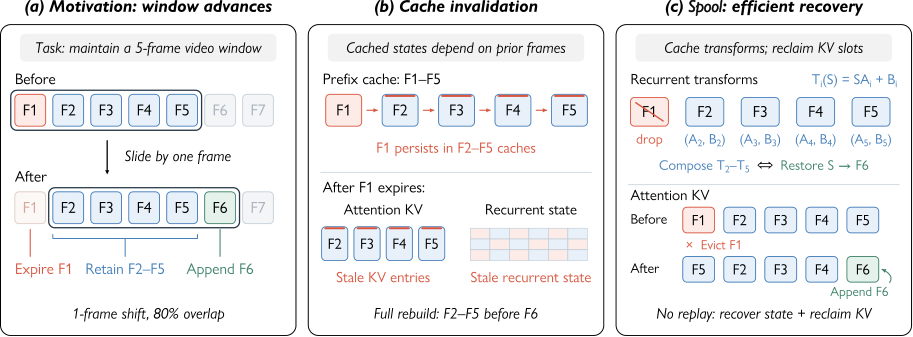 (a) Motivation: window advances
Task: maintain a 5-frame video window
Before
F1 F2 F3 F4 F5 F6 F7
Slide by one frame
After
F1 F2 F3 F4 F5 F6 F7
Expire F1 Retain F2–F5 Append F6
1-frame shift, 80% overlap
(b) Cache invalidation
Cached states depend on prior frames
Prefix cache: F1–F5
F1 → F2 → F3 → F4 → F5
F1 persists in F2–F5 caches
After F1 expires:
Attention KV Recurrent state
F2 F3 F4 F5
Stale KV entries Stale recurrent state
Full rebuild: F2–F5 before F6
(c) Spool: efficient recovery
Cache transforms; reclaim KV slots
Recurrent transforms Tᵢ(S) = SAᵢ + Bᵢ
F1 F2 F3 F4 F5
drop (A₂, B₂) (A₃, B₃) (A₄, B₄) (A₅, B₅)
Compose T₂–T₅ ⇔ Restore S → F6
Attention KV
Before F1 F2 F3 F4 F5
× Evict F1
After F5 F2 F3 F4 F6
Append F6
No replay: recover state + reclaim KV